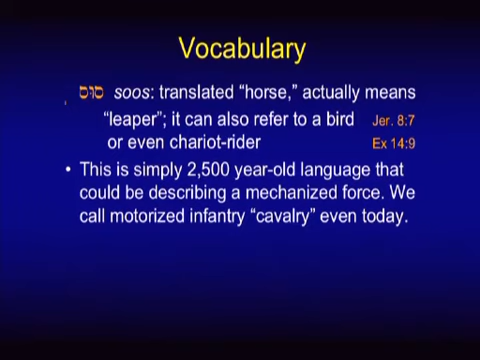 Vocabulary
סוּס soos: translated “horse,” actually means
“leaper”; it can also refer to a bird Jer. 8:7
or even chariot-rider Ex 14:9
• This is simply 2,500 year-old language that
could be describing a mechanized force. We
call motorized infantry “cavalry” even today.